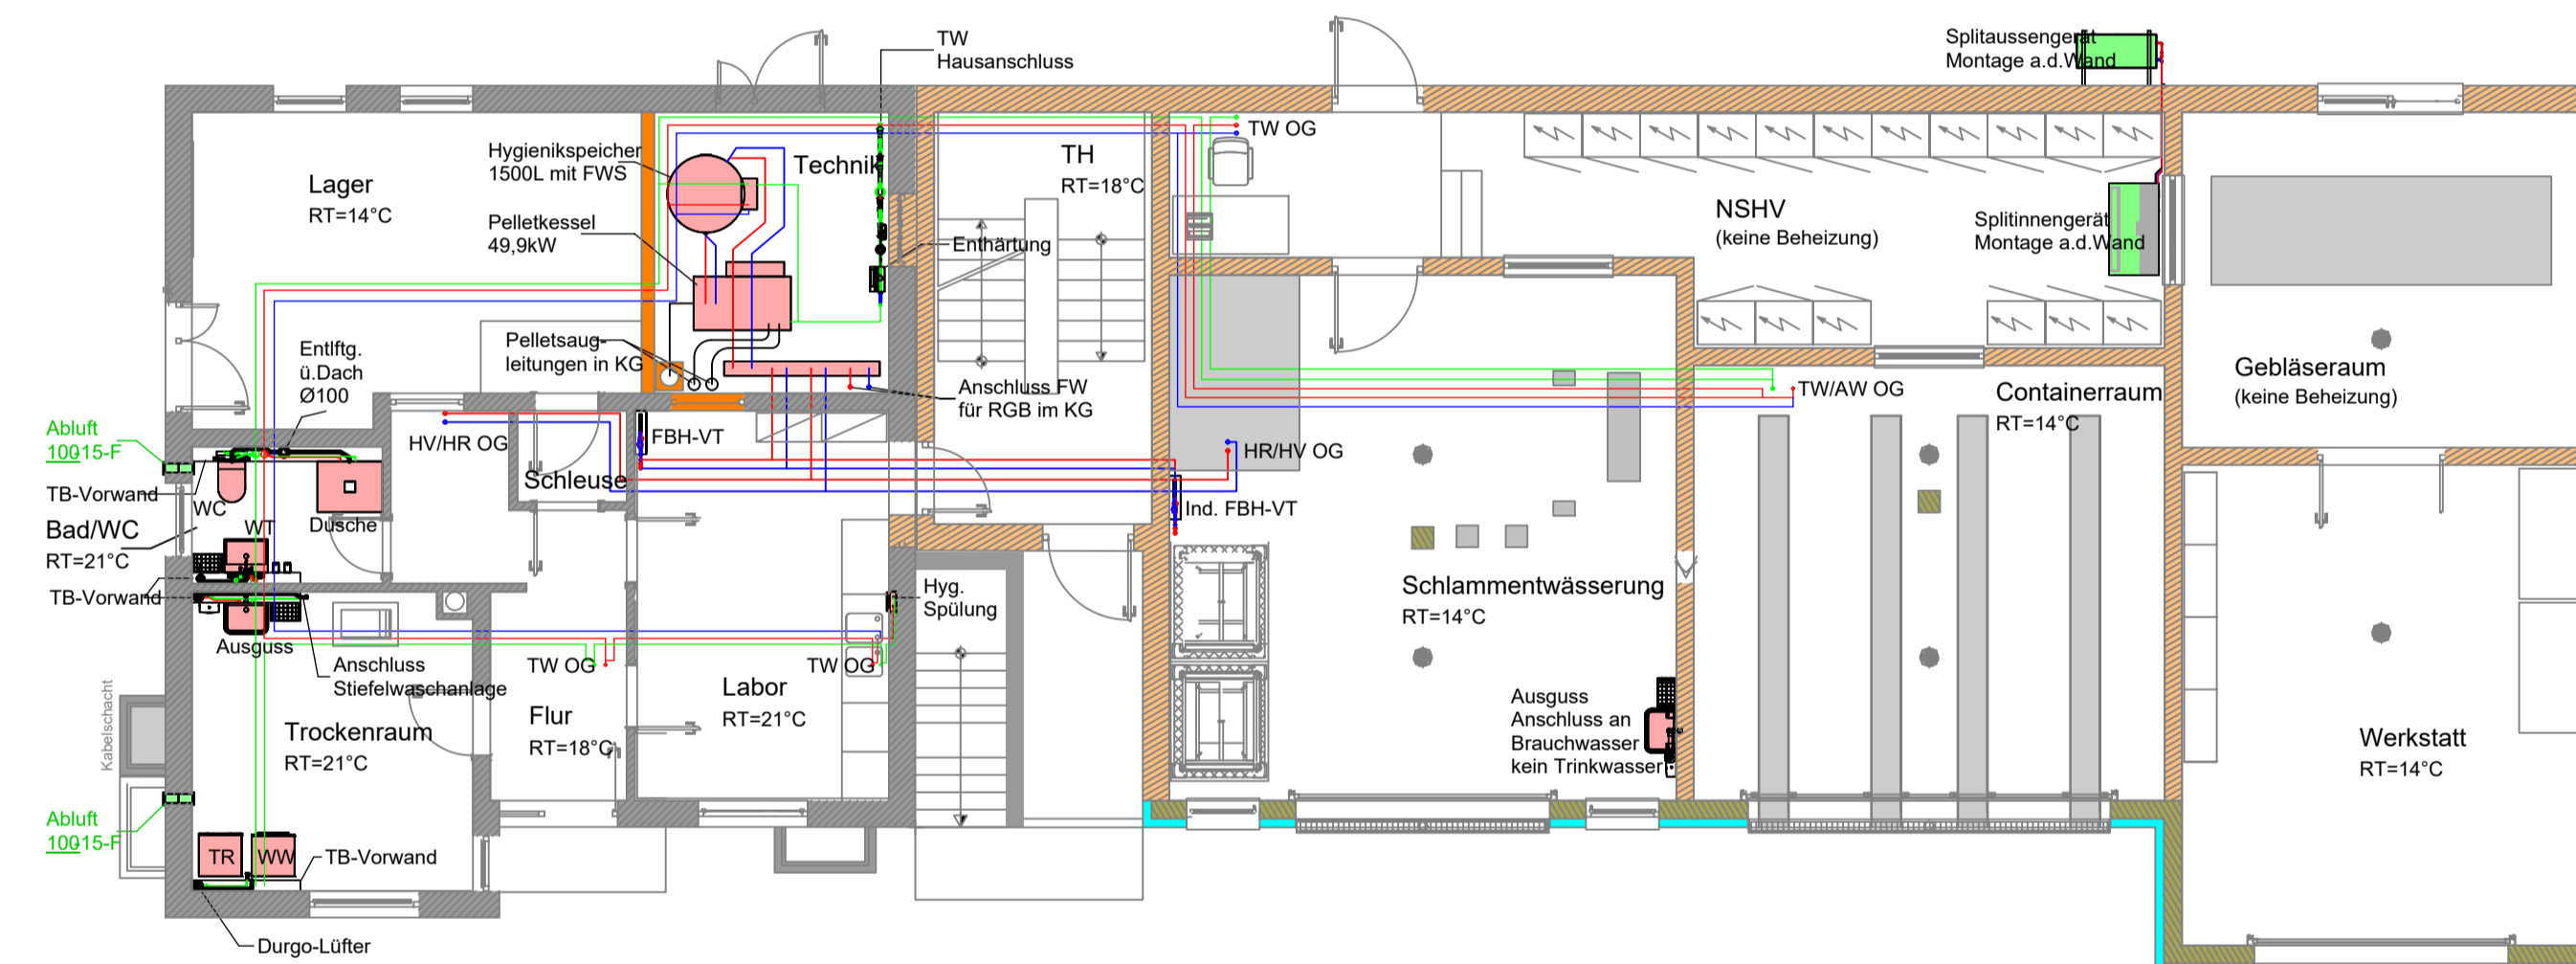 TW
Hausanschluss
Splitaussengerät
Montage a.d.Wand
TW OG
Hygienikspeicher
1500L mit FWS
Technik
TH
RT=18°C
Lager
RT=14°C
Pelletkessel
49,9kW
Enthärtung
NSHV
(keine Beheizung)
Splitinnengerät
Montage a.d.Wand
Pelletsaug-
leitungen in KG
Entlftg.
ü.Dach
Ø100
Anschluss FW
für RGB im KG
TW/AW OG
Containerraum
RT=14°C
Gebläseraum
(keine Beheizung)
Abluft
10015-F
HV/HR OG
FBH-VT
HR/HV OG
Schleuse
TB-Vorwand
WC
Dusche
Ind. FBH-VT
Bad/WC
RT=21°C
WT
TB-Vorwand
Hyg.
Spülung
Schlammentwässerung
RT=14°C
Ausguss
Anschluss
Stiefelwaschanlage
TW OG
TW OG
Labor
RT=21°C
Kabelschacht
Trockenraum
RT=21°C
Flur
RT=18°C
Ausguss
Anschluss an
Brauchwasser
kein Trinkwasser
Werkstatt
RT=14°C
Abluft
10015-F
TR
WW
TB-Vorwand
Durgo-Lüfter